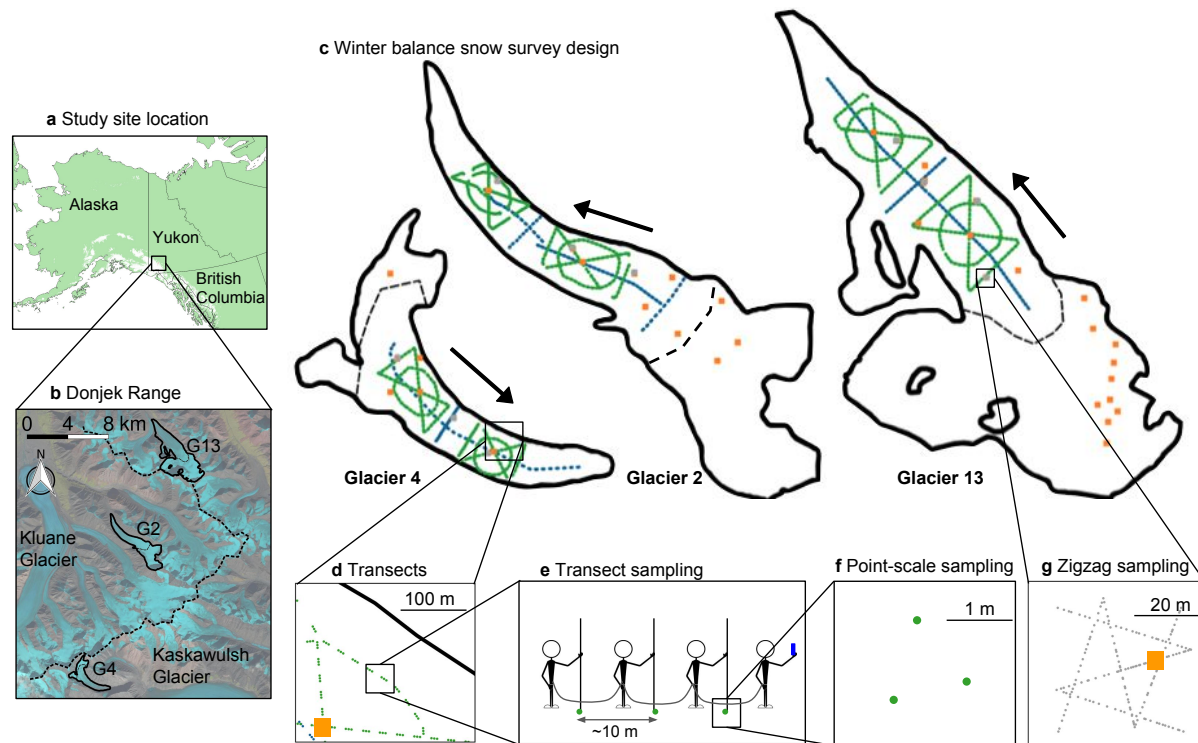 c Winter balance snow survey design
a Study site location
Alaska
Yukon
British
Columbia
b Donjek Range
0 4 8 km
N
G13
G2
Kluane
Glacier
G4
Kaskawulsh
Glacier
Glacier 4
Glacier 2
Glacier 13
d Transects
100 m
e Transect sampling
~10 m
f Point-scale sampling
1 m
g Zigzag sampling
20 m